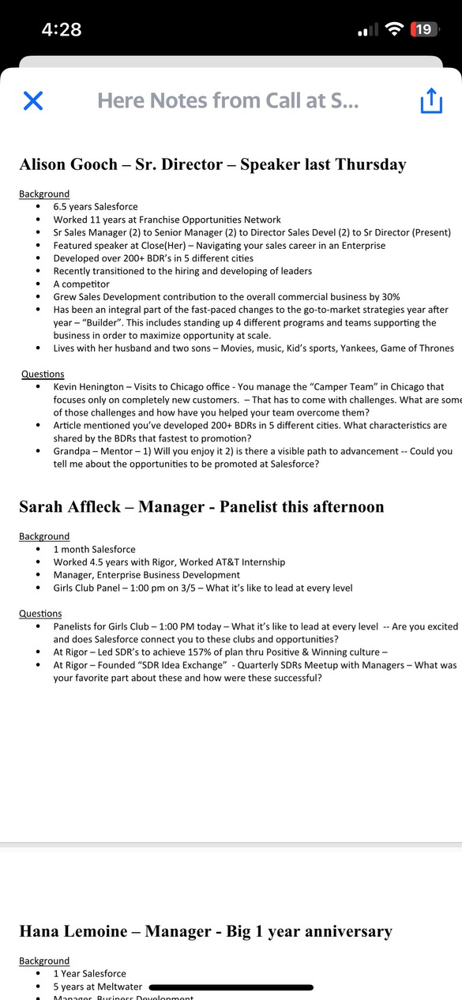 4:28
19
Here Notes from Call at S...
Alison Gooch – Sr. Director – Speaker last Thursday
Background
• 6.5 years Salesforce
• Worked 11 years at Franchise Opportunities Network
• Sr Sales Manager (2) to Senior Manager (2) to Director Sales Devel (2) to Sr Director (Present)
• Featured speaker at Close(Her) – Navigating your sales career in an Enterprise
• Developed over 200+ BDR’s in 5 different cities
• Recently transitioned to the hiring and developing of leaders
• A competitor
• Grew Sales Development contribution to the overall commercial business by 30%
• Has been an integral part of the fast-paced changes to the go-to-market strategies year after
year – “Builder”. This includes standing up 4 different programs and teams supporting the
business in order to maximize opportunity at scale.
• Lives with her husband and two sons – Movies, music, Kid’s sports, Yankees, Game of Thrones
Questions
• Kevin Henington – Visits to Chicago office - You manage the “Camper Team” in Chicago that
focuses only on completely new customers. – That has to come with challenges. What are some
of those challenges and how have you helped your team overcome them?
• Article mentioned you’ve developed 200+ BDRs in 5 different cities. What characteristics are
shared by the BDRs that fastest to promotion?
• Grandpa – Mentor – 1) Will you enjoy it 2) is there a visible path to advancement -- Could you
tell me about the opportunities to be promoted at Salesforce?
Sarah Affleck – Manager - Panelist this afternoon
Background
• 1 month Salesforce
• Worked 4.5 years with Rigor, Worked AT&T Internship
• Manager, Enterprise Business Development
• Girls Club Panel – 1:00 pm on 3/5 – What it’s like to lead at every level
Questions
• Panelists for Girls Club – 1:00 PM today – What it’s like to lead at every level -- Are you excited
and does Salesforce connect you to these clubs and opportunities?
• At Rigor – Led SDR’s to achieve 157% of plan thru Positive & Winning culture –
• At Rigor – Founded “SDR Idea Exchange” - Quarterly SDRs Meetup with Managers – What was
your favorite part about these and how were these successful?
Hana Lemoine – Manager - Big 1 year anniversary
Background
• 1 Year Salesforce
• 5 years at Meltwater
• Manager, Business Development